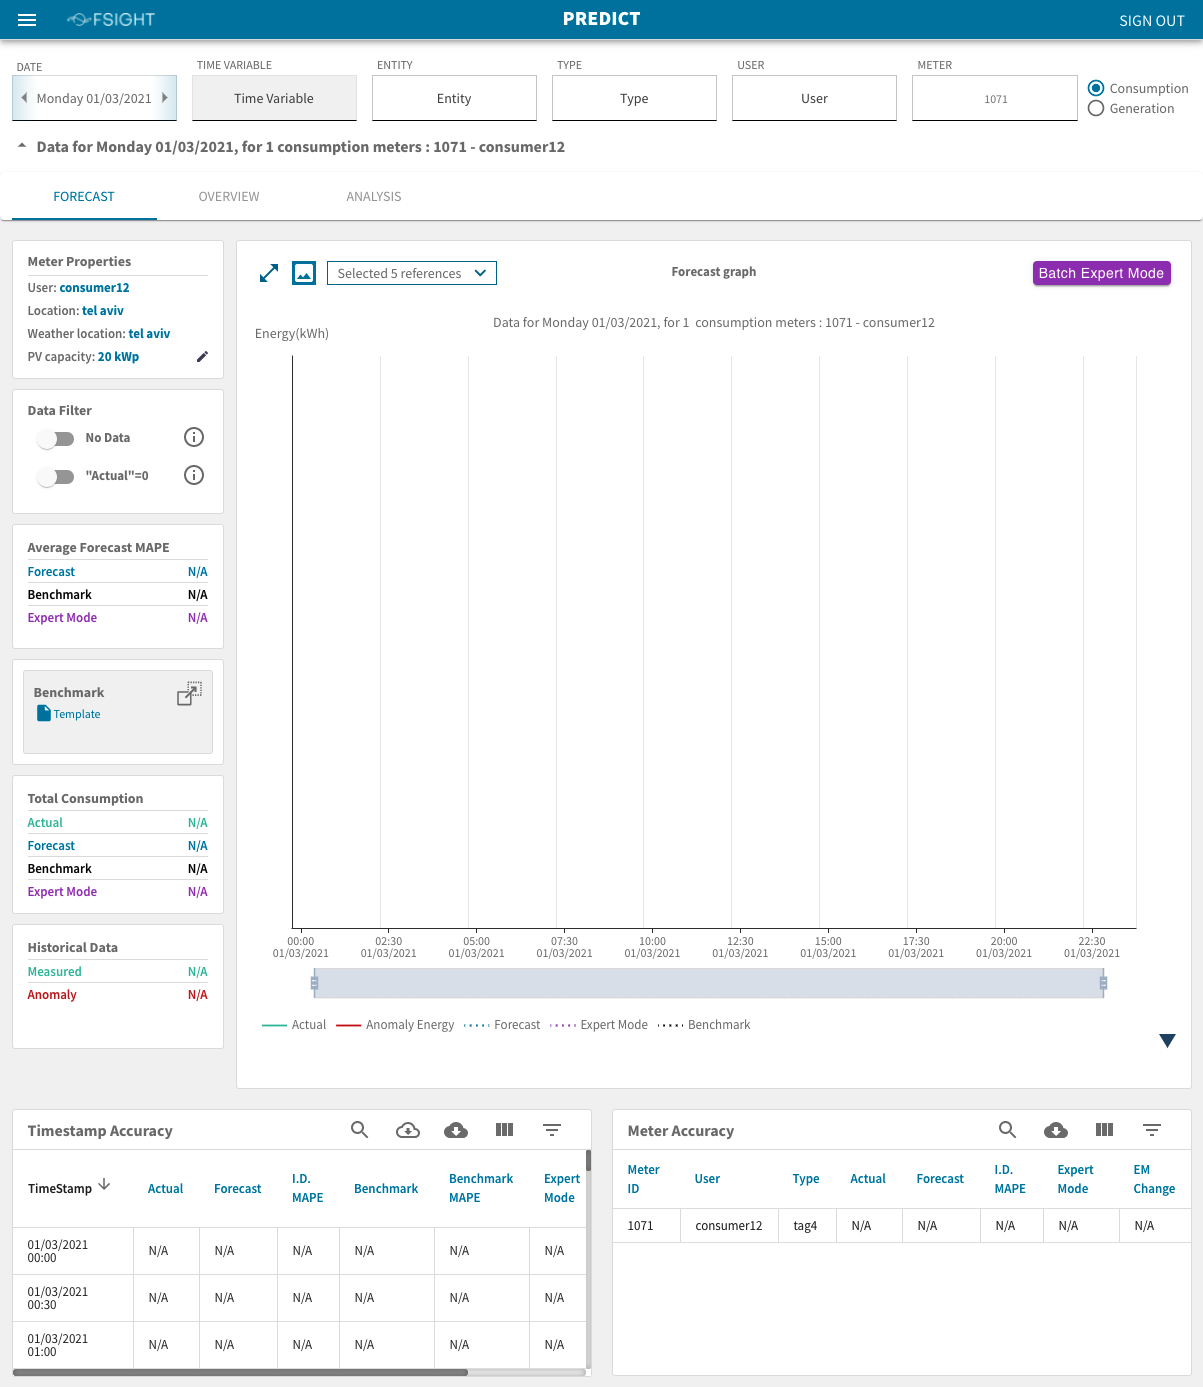 FSIGHT
PREDICT
SIGN OUT
DATE
TIME VARIABLE
ENTITY
TYPE
USER
METER
Monday 01/03/2021
Time Variable
Entity
Type
User
1071
Consumption
Generation
Data for Monday 01/03/2021, for 1 consumption meters : 1071 - consumer12
FORECAST
OVERVIEW
ANALYSIS
Meter Properties
User: consumer12
Location: tel aviv
Weather location: tel aviv
PV capacity: 20 kWp
Data Filter
No Data
"Actual"=0
Average Forecast MAPE
Forecast N/A
Benchmark N/A
Expert Mode N/A
Benchmark
Template
Total Consumption
Actual N/A
Forecast N/A
Benchmark N/A
Expert Mode N/A
Historical Data
Measured N/A
Anomaly N/A
Selected 5 references
Forecast graph
Batch Expert Mode
Data for Monday 01/03/2021, for 1 consumption meters : 1071 - consumer12
Energy(kWh)
00:00 02:30 05:00 07:30 10:00 12:30 15:00 17:30 20:00 22:30
01/03/2021 01/03/2021 01/03/2021 01/03/2021 01/03/2021 01/03/2021 01/03/2021 01/03/2021 01/03/2021 01/03/2021
Actual Anomaly Energy Forecast Expert Mode Benchmark
Timestamp Accuracy
TimeStamp Actual Forecast I.D. MAPE Benchmark Benchmark MAPE Expert Mode
01/03/2021
00:00 N/A N/A N/A N/A N/A N/A
01/03/2021
00:30 N/A N/A N/A N/A N/A N/A
01/03/2021
01:00 N/A N/A N/A N/A N/A N/A
Meter Accuracy
Meter ID User Type Actual Forecast I.D. MAPE Expert Mode EM Change
1071 consumer12 tag4 N/A N/A N/A N/A N/A